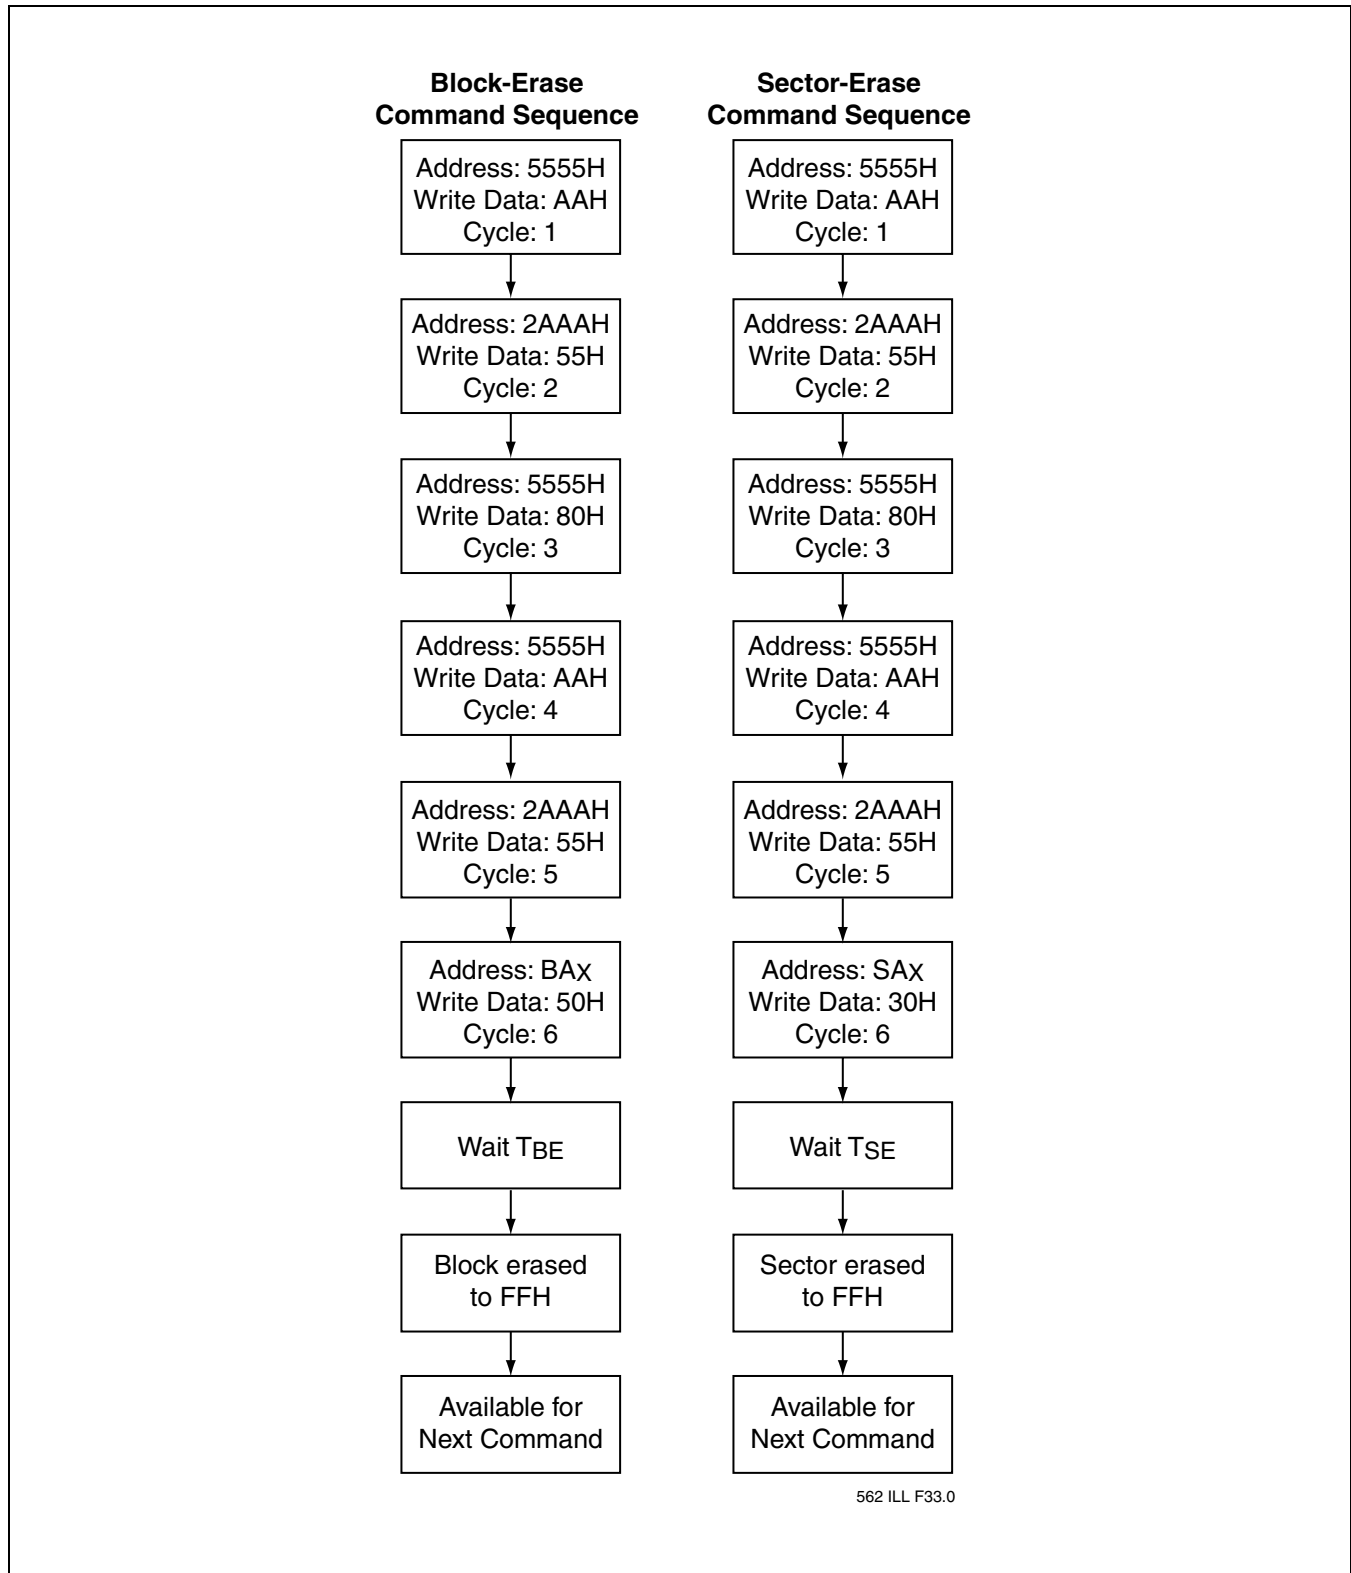 Block-Erase
Command Sequence
Address: 5555H
Write Data: AAH
Cycle: 1
Address: 2AAAH
Write Data: 55H
Cycle: 2
Address: 5555H
Write Data: 80H
Cycle: 3
Address: 5555H
Write Data: AAH
Cycle: 4
Address: 2AAAH
Write Data: 55H
Cycle: 5
Address: BAX
Write Data: 50H
Cycle: 6
Wait TBE
Block erased
to FFH
Available for
Next Command
Sector-Erase
Command Sequence
Address: 5555H
Write Data: AAH
Cycle: 1
Address: 2AAAH
Write Data: 55H
Cycle: 2
Address: 5555H
Write Data: 80H
Cycle: 3
Address: 5555H
Write Data: AAH
Cycle: 4
Address: 2AAAH
Write Data: 55H
Cycle: 5
Address: SAX
Write Data: 30H
Cycle: 6
Wait TSE
Sector erased
to FFH
Available for
Next Command
562 ILL F33.0